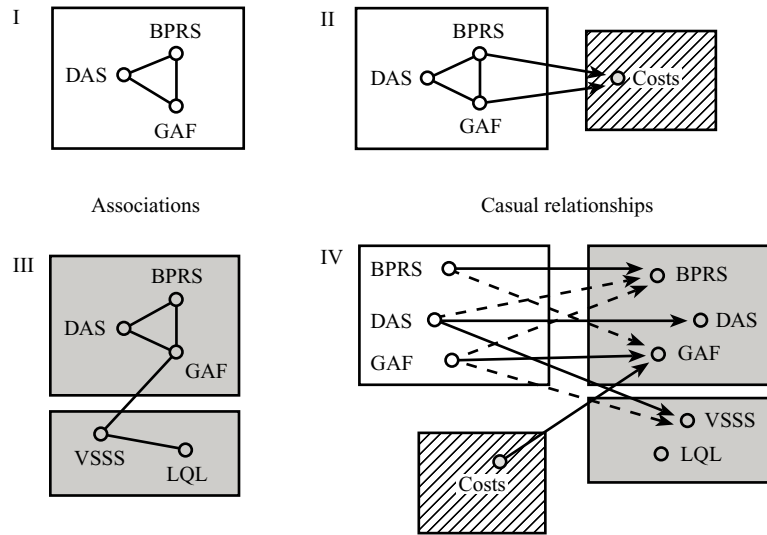 I
BPRS
DAS
GAF
II
BPRS
DAS
GAF
Costs
Associations
Casual relationships
III
BPRS
DAS
GAF
VSSS
LQL
IV
BPRS
DAS
GAF
Costs
BPRS
DAS
GAF
VSSS
LQL